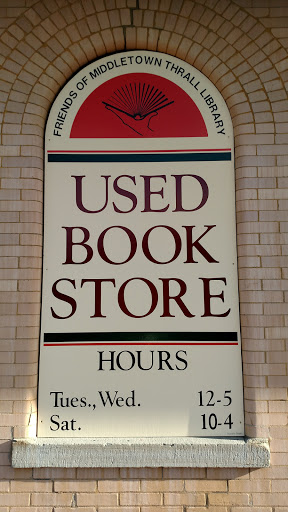 FRIENDS OF MIDDLETOWN THRALL LIBRARY
USED
BOOK
STORE
HOURS
Tues., Wed. 12-5
Sat. 10-4